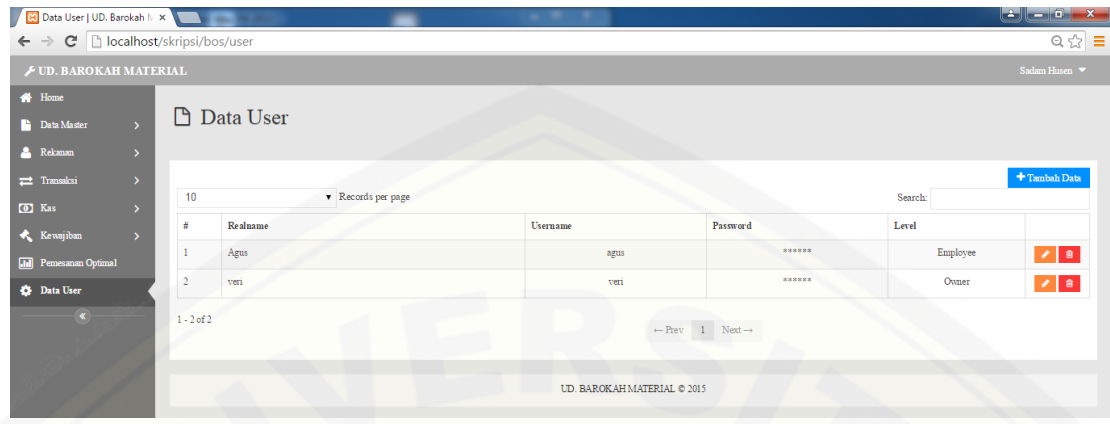 Data User | UD. Barokah M
localhost/skripsi/bos/user
UD. BAROKAH MATERIAL
Sadam Husen
Home
Data Master
Rekanan
Transaksi
Kas
Kewajiban
Pemesanan Optimal
Data User
Data User
+ Tambah Data
10 Records per page Search:
# Realname Username Password Level
1 Agus agus ****** Employee
2 veri veri ****** Owner
1 - 2 of 2
← Prev 1 Next →
UD. BAROKAH MATERIAL © 2015